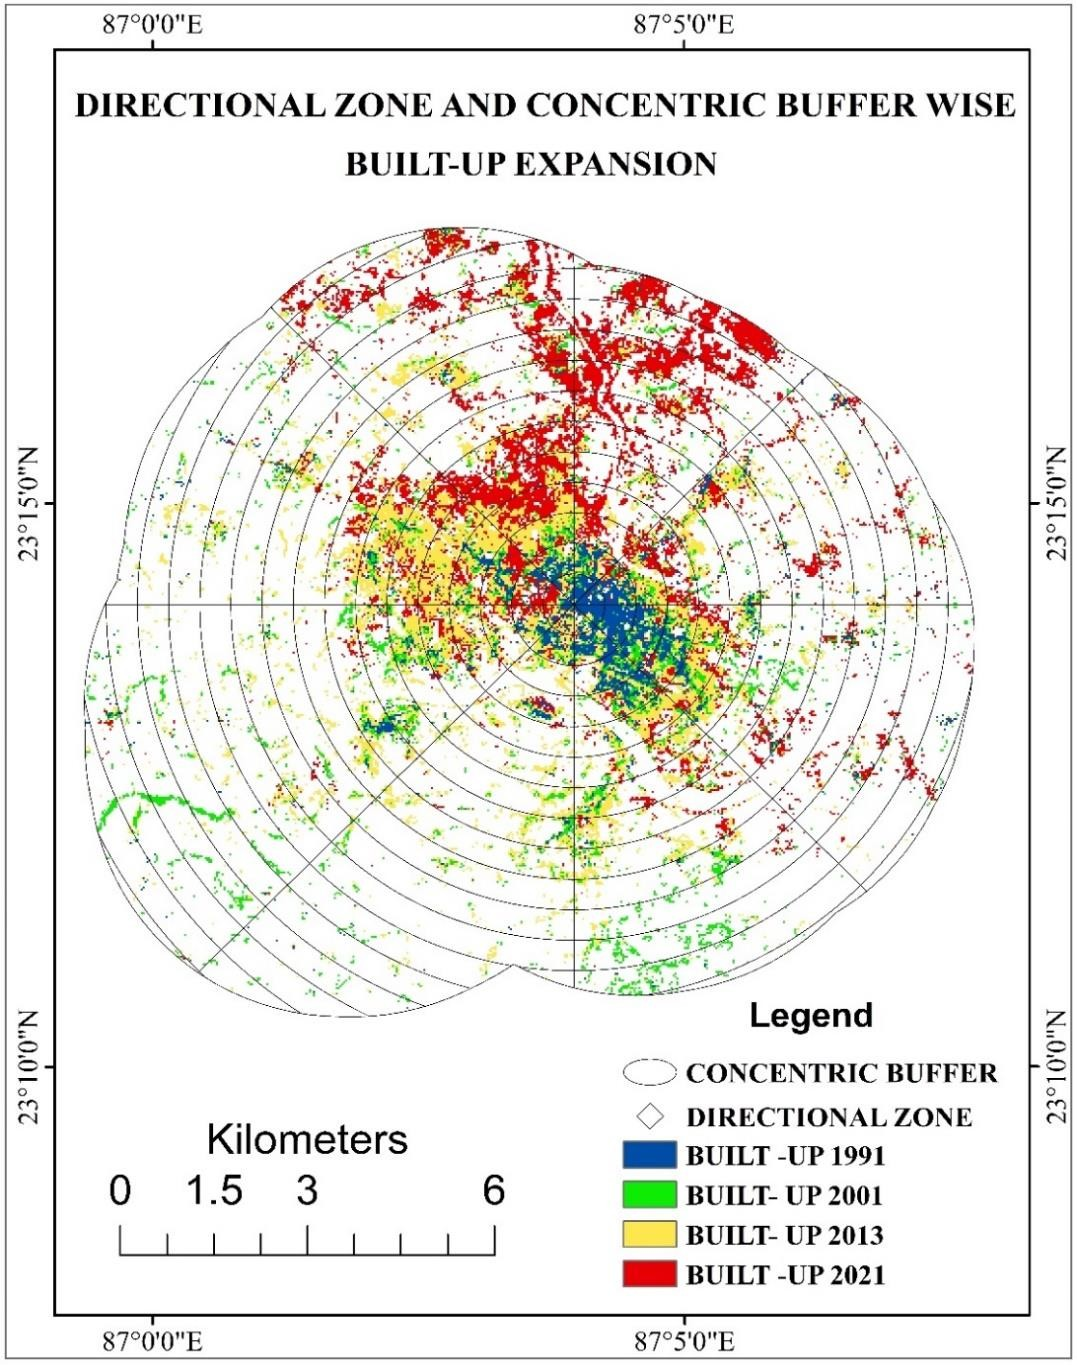 87°0'0"E 87°5'0"E
DIRECTIONAL ZONE AND CONCENTRIC BUFFER WISE
BUILT-UP EXPANSION
23°15'0"N 23°15'0"N
Legend
CONCENTRIC BUFFER
DIRECTIONAL ZONE
BUILT -UP 1991
BUILT- UP 2001
BUILT- UP 2013
BUILT -UP 2021
23°10'0"N 23°10'0"N
Kilometers
0 1.5 3 6
87°0'0"E 87°5'0"E